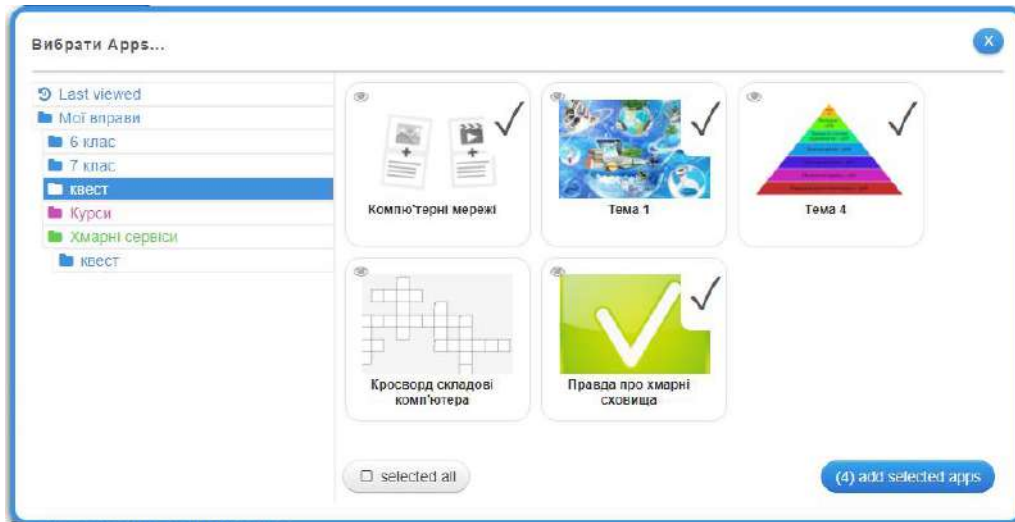 Вибрати Apps...
X
Last viewed
Мої вправи
6 клас
7 клас
квест
Курси
Хмарні сервіси
квест
Комп'ютерні мережі
Тема 1
Тема 4
Кросворд складові
комп'ютера
Правда про хмарні
сховища
selected all
(4) add selected apps